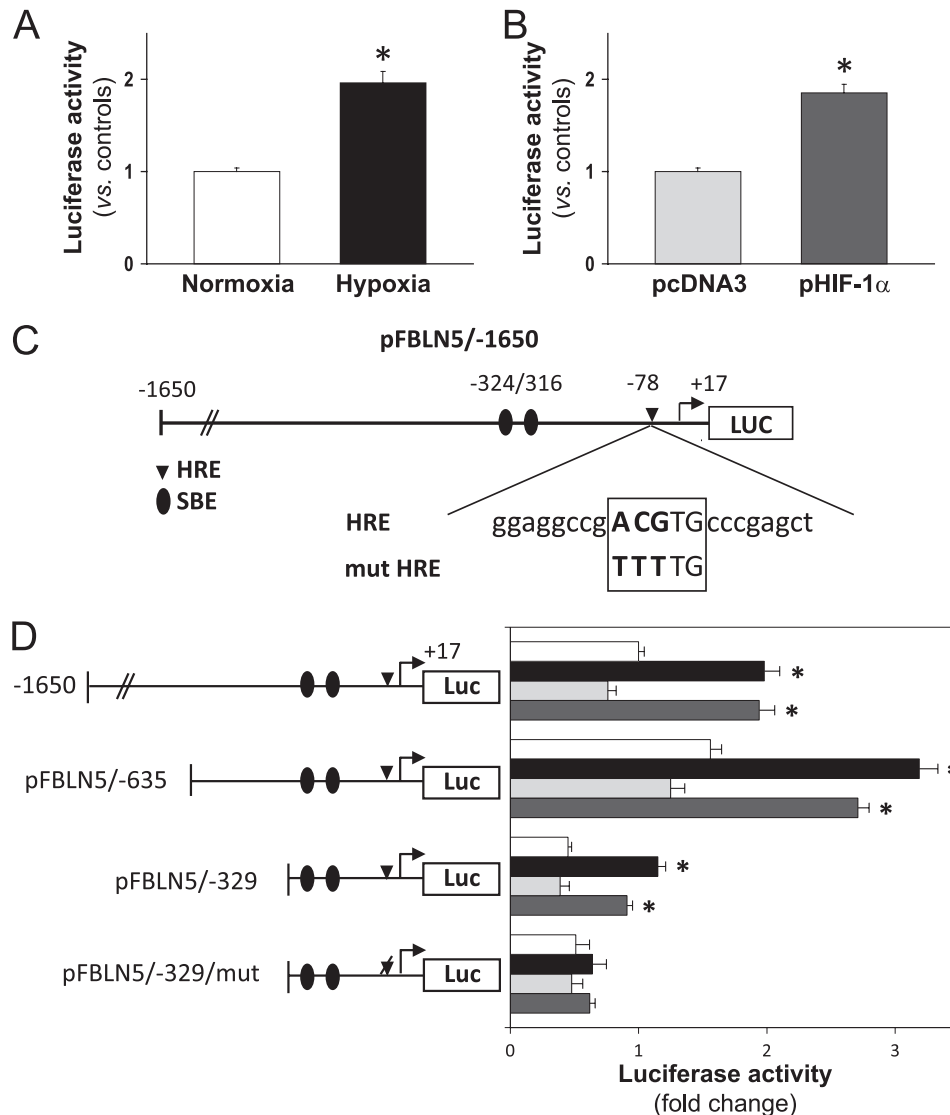 A
Luciferase activity
(vs. controls)
2
1
0
*
Normoxia
Hypoxia
B
Luciferase activity
(vs. controls)
2
1
0
*
pcDNA3
pHIF-1α
C
pFBLN5/-1650
-1650
-324/316
-78
+17
LUC
HRE
SBE
HRE
ggaggccgACGTGcccgagct
mut HRE
TTTTG
D
-1650
+17
Luc
*
*
pFBLN5/-635
Luc
*
*
pFBLN5/-329
Luc
*
*
pFBLN5/-329/mut
Luc
0 1 2 3
Luciferase activity
(fold change)